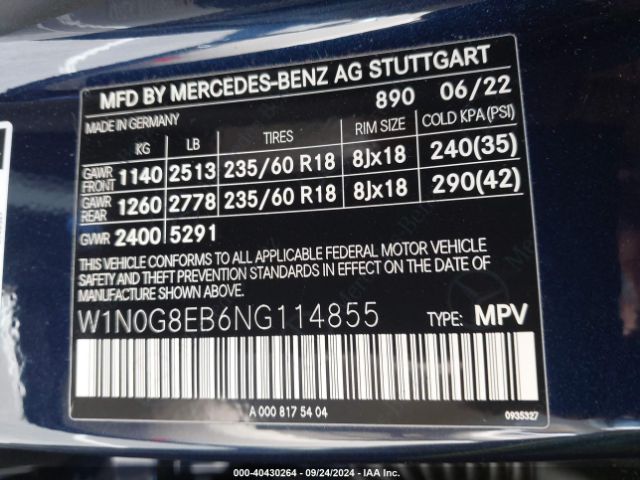 MFD BY MERCEDES-BENZ AG STUTTGART
890 06/22
MADE IN GERMANY
KG LB TIRES RIM SIZE COLD KPA (PSI)
GAWR FRONT 1140 2513 235/60 R18 8Jx18 240(35)
GAWR REAR 1260 2778 235/60 R18 8Jx18 290(42)
GVWR 2400 5291
THIS VEHICLE CONFORMS TO ALL APPLICABLE FEDERAL MOTOR VEHICLE
SAFETY AND THEFT PREVENTION STANDARDS IN EFFECT ON THE DATE OF
MANUFACTURE SHOWN ABOVE.
W1N0G8EB6NG114855 TYPE: MPV
A 000 817 54 04
0935327
000-40430264 - 09/24/2024 - IAA Inc.